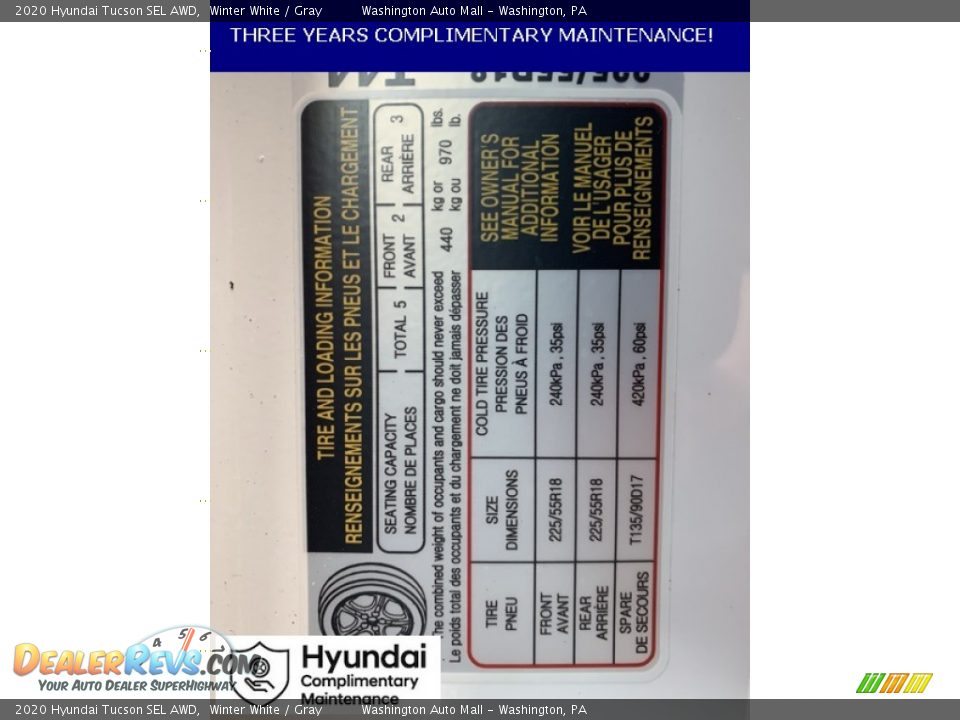 2020 Hyundai Tucson SEL AWD, Winter White / Gray Washington Auto Mall - Washington, PA
THREE YEARS COMPLIMENTARY MAINTENANCE!
TIRE AND LOADING INFORMATION
RENSEIGNEMENTS SUR LES PNEUS ET LE CHARGEMENT
SEATING CAPACITY
NOMBRE DE PLACES
TOTAL 5
FRONT
AVANT 2
REAR
ARRIÈRE 3
The combined weight of occupants and cargo should never exceed 440 kg or 970 lbs.
Le poids total des occupants et du chargement ne doit jamais dépasser kg ou lb.
TIRE
PNEU
SIZE
DIMENSIONS
COLD TIRE PRESSURE
PRESSION DES
PNEUS À FROID
FRONT
AVANT
225/55R18
240kPa, 35psi
REAR
ARRIÈRE
225/55R18
240kPa, 35psi
SPARE
DE SECOURS
T135/90D17
420kPa, 60psi
SEE OWNER'S
MANUAL FOR
ADDITIONAL
INFORMATION
VOIR LE MANUEL
DE L'USAGER
POUR PLUS DE
RENSEIGNEMENTS
4 5 6
DEALERREVS.COM
YOUR AUTO DEALER SUPERHIGHWAY
Hyundai
Complimentary
Maintenance
2020 Hyundai Tucson SEL AWD, Winter White / Gray Washington Auto Mall - Washington, PA